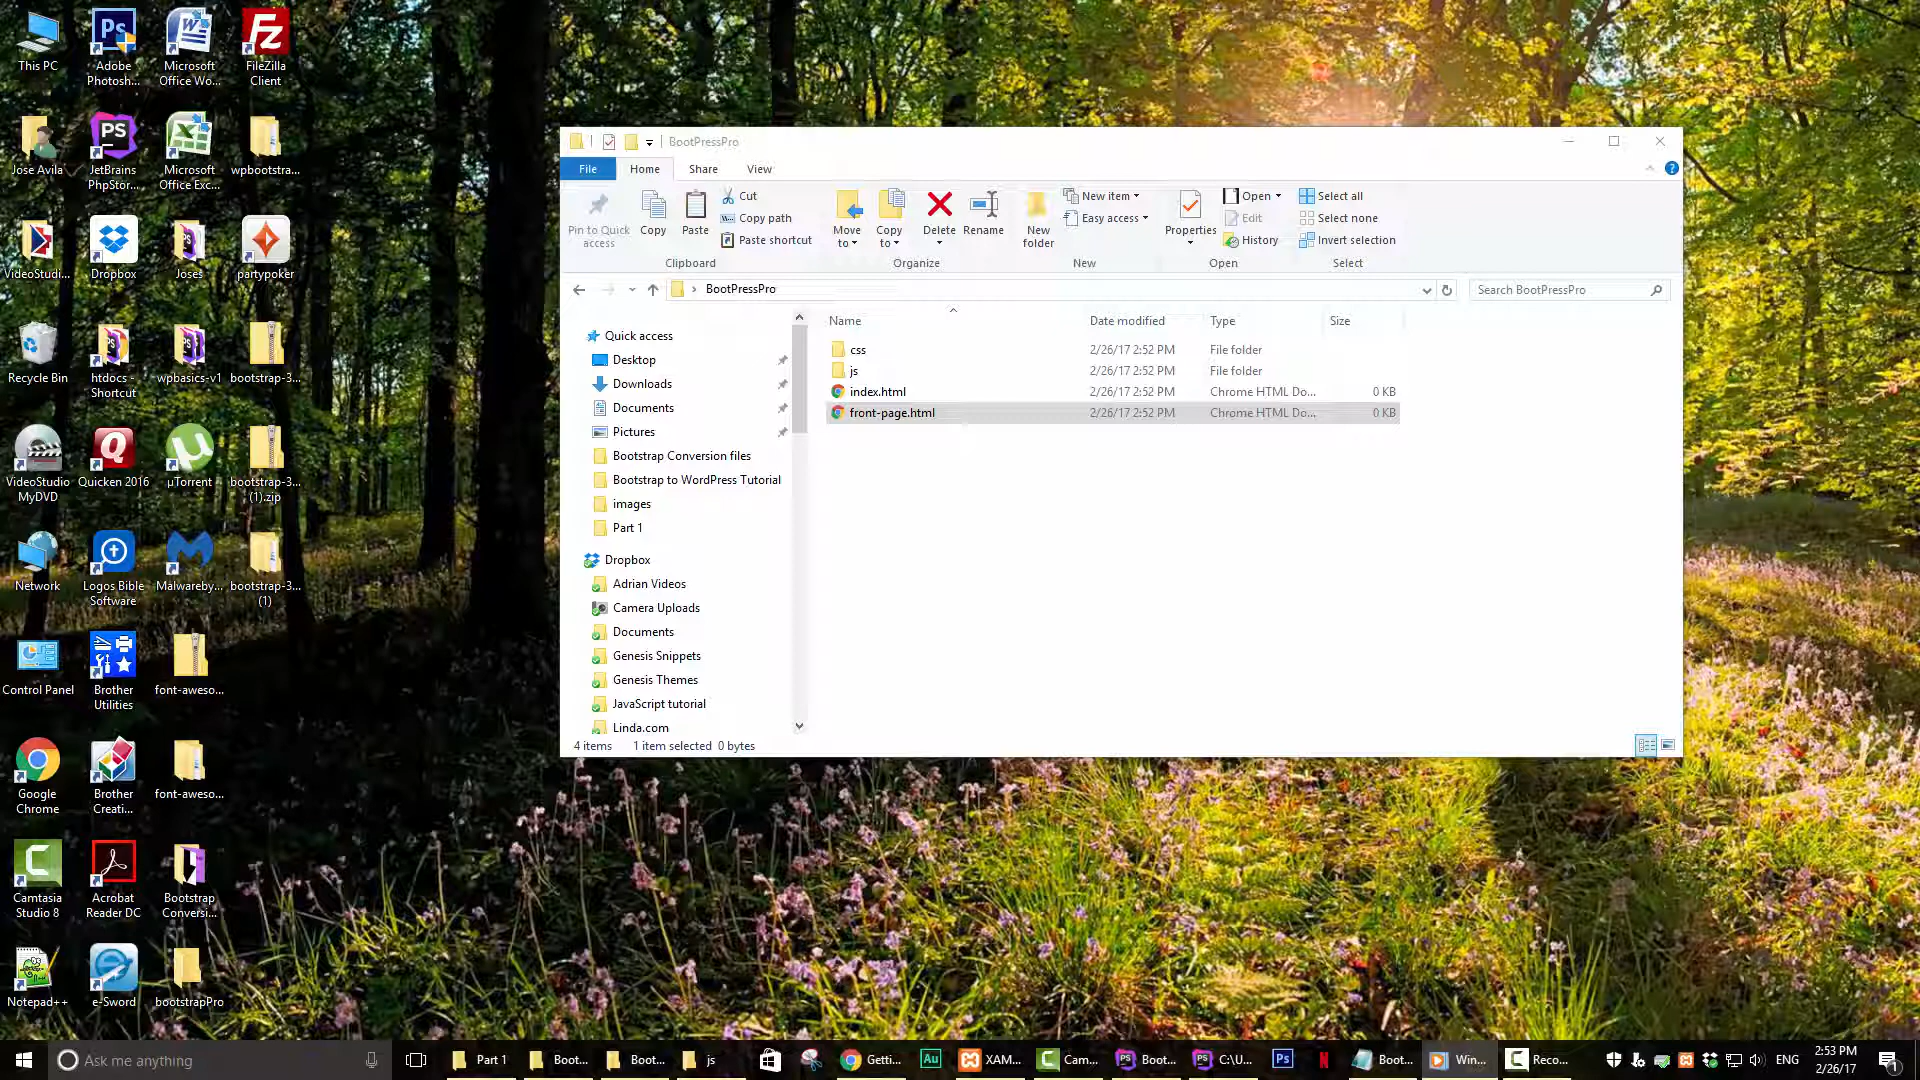 This PC
Adobe
Photosh...
Microsoft
Office Wo...
FileZilla
Client
Jose Avila
JetBrains
PhpStor...
Microsoft
Office Exc...
wpbootstra...
VideoStudi...
Dropbox
Joses
partypoker
Recycle Bin
htdocs -
Shortcut
wpbasics-v1
bootstrap-3...
VideoStudio
MyDVD
Quicken 2016
µTorrent
bootstrap-3...
(1).zip
Network
Logos Bible
Software
Malwareby...
bootstrap-3...
(1)
Control Panel
Brother
Utilities
font-aweso...
Google
Chrome
Brother
Creati...
font-aweso...
Camtasia
Studio 8
Acrobat
Reader DC
Bootstrap
Conversi...
Notepad++
e-Sword
bootstrapPro
BootPressPro
File Home Share View
Pin to Quick
access
Copy
Paste
Cut
Copy path
Paste shortcut
Clipboard
Move
to
Copy
to
Delete
Rename
Organize
New
folder
New item
Easy access
New
Properties
Open
Edit
History
Open
Select all
Select none
Invert selection
Select
BootPressPro
Search BootPressPro
Name Date modified Type Size
css 2/26/17 2:52 PM File folder
js 2/26/17 2:52 PM File folder
index.html 2/26/17 2:52 PM Chrome HTML Do... 0 KB
front-page.html 2/26/17 2:52 PM Chrome HTML Do... 0 KB
Quick access
Desktop
Downloads
Documents
Pictures
Bootstrap Conversion files
Bootstrap to WordPress Tutorial
images
Part 1
Dropbox
Adrian Videos
Camera Uploads
Documents
Genesis Snippets
Genesis Themes
JavaScript tutorial
Linda.com
4 items 1 item selected 0 bytes
Ask me anything
Part 1
Boot...
Boot...
js
Getti...
Au
XAM...
Cam...
Boot...
C:\U...
Ps
Boot...
Win...
Reco...
ENG
2:53 PM
2/26/17
1